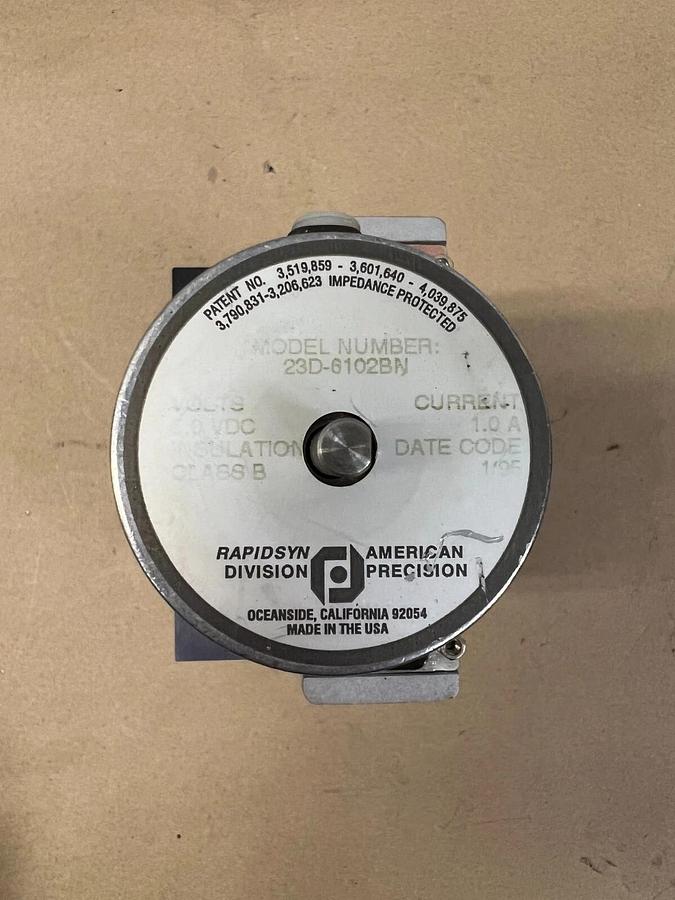 PATENT NO. 3,519,859 - 3,601,640 - 4,039,875
3,790,831-3,206,623 IMPEDANCE PROTECTED
MODEL NUMBER:
23D-6102BN
VOLTS CURRENT
VDC 1.0 A
INSULATION DATE CODE
CLASS B
RAPIDSYN AMERICAN
DIVISION PRECISION
OCEANSIDE, CALIFORNIA 92054
MADE IN THE USA